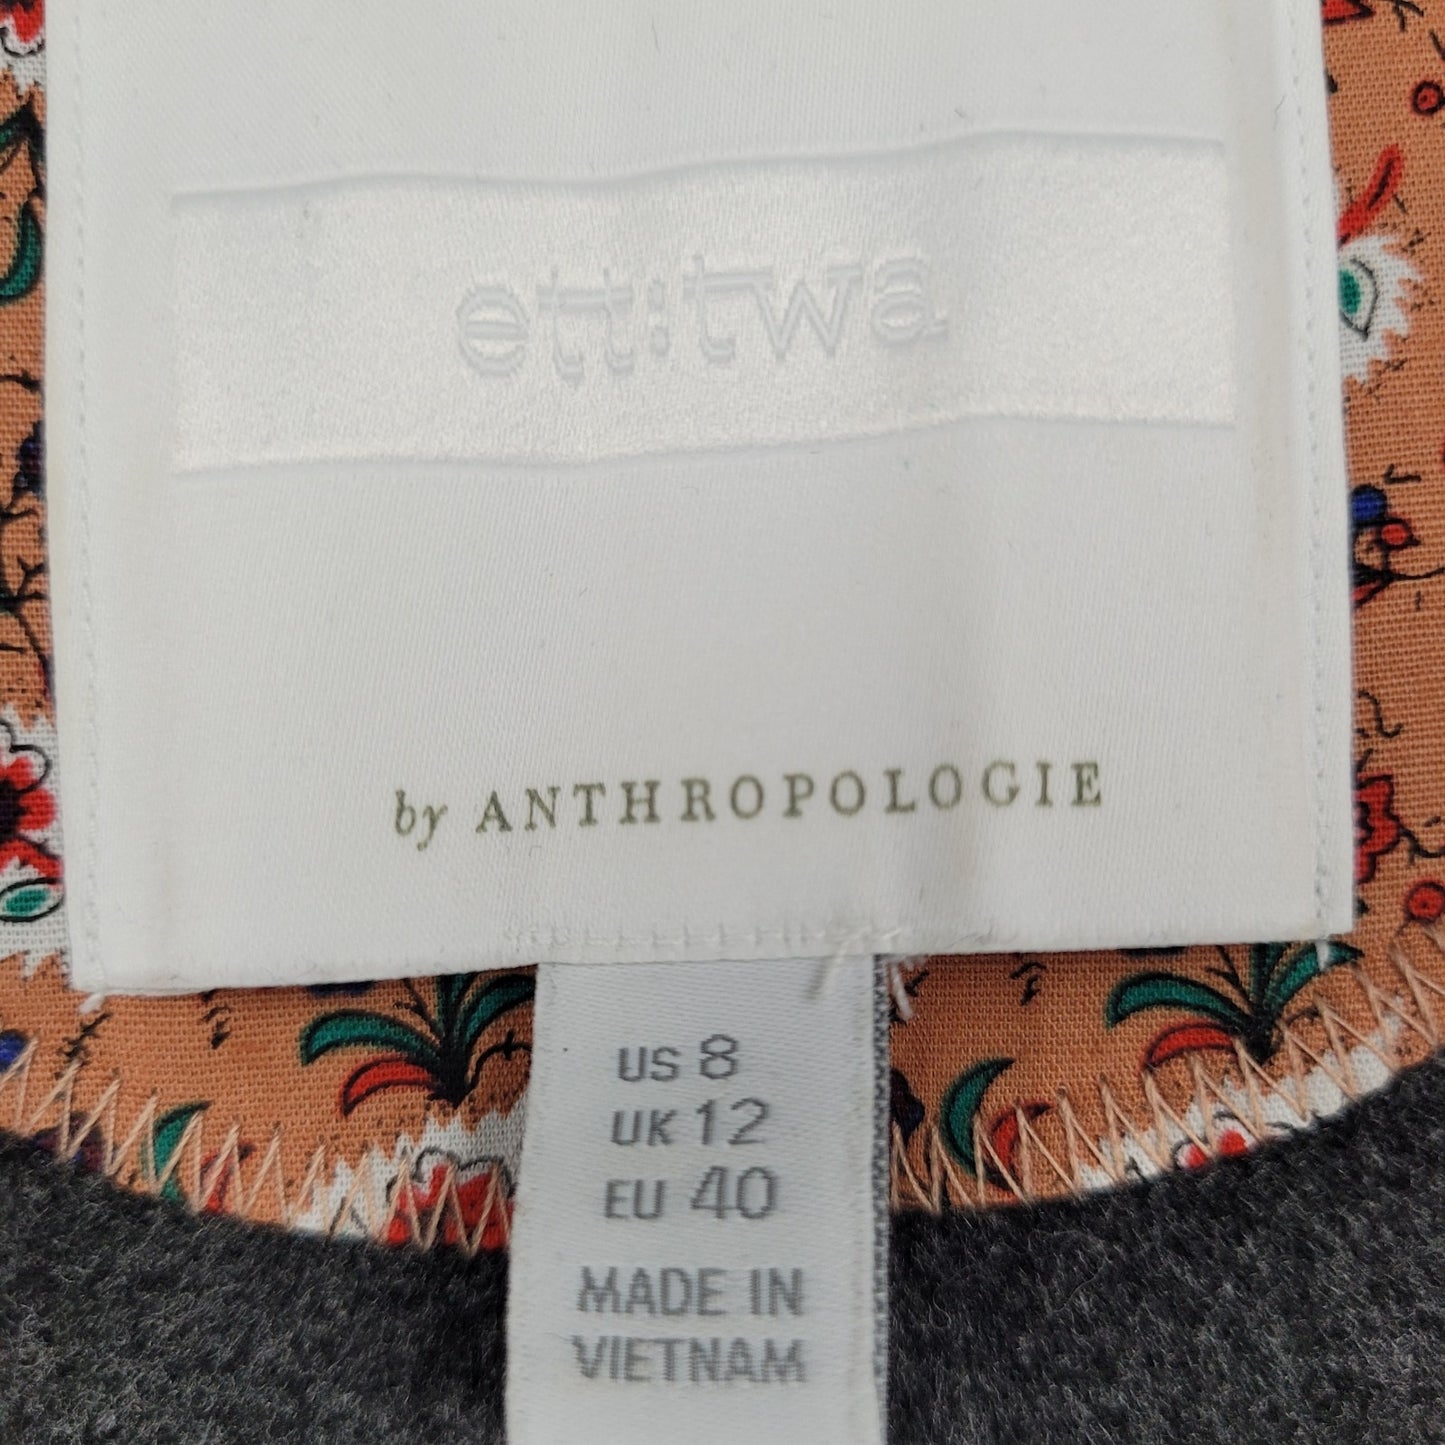 ett:twa
by ANTHROPOLOGIE
US 8
UK 12
EU 40
MADE IN
VIETNAM